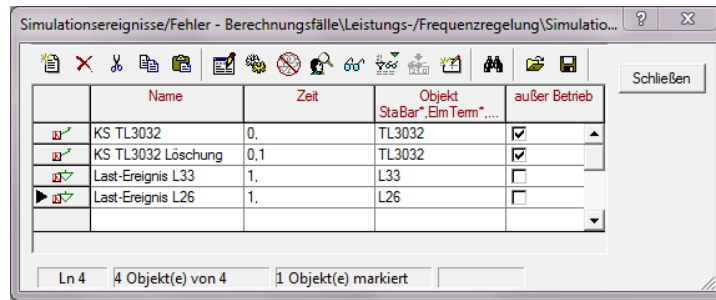 Simulationsereignisse/Fehler - Berechnungsfälle\Leistungs-/Frequenzregelung\Simulatio...
Schließen
Name Zeit Objekt außer Betrieb
StaBar*,ElmTerm*,...
KS TL3032 0, TL3032
KS TL3032 Löschung 0,1 TL3032
Last-Ereignis L33 1, L33
Last-Ereignis L26 1, L26
Ln 4 4 Objekt(e) von 4 1 Objekt(e) markiert